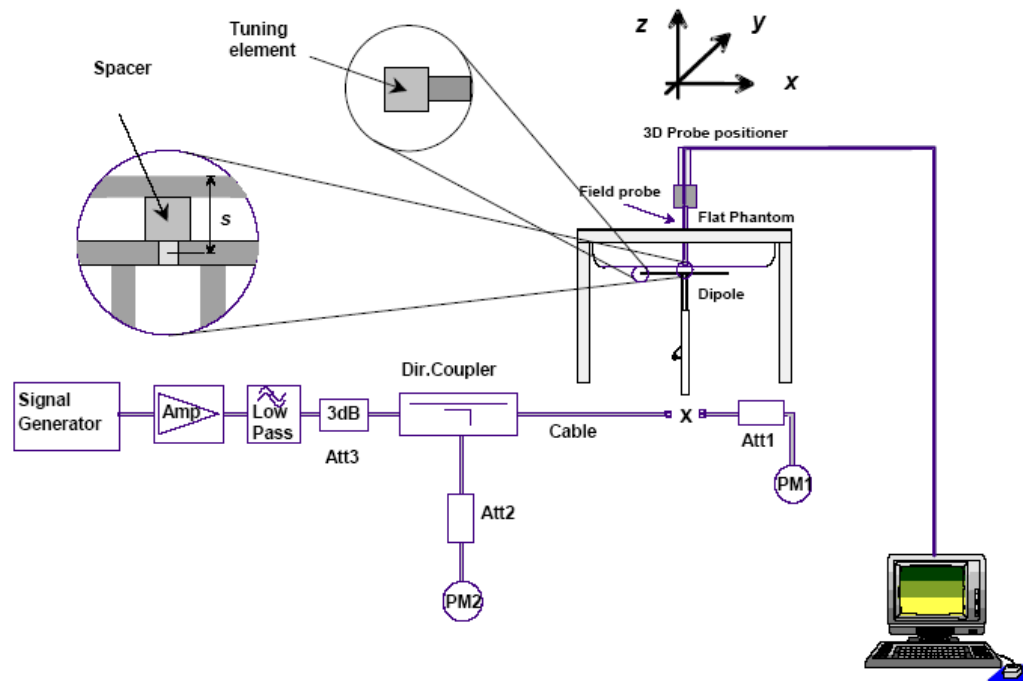 Tuning
element
Spacer
s
z
y
x
3D Probe positioner
Field probe
Flat Phantom
Dipole
Dir.Coupler
Signal
Generator
Amp
Low
Pass
3dB
Att3
Cable
X
Att1
PM1
Att2
PM2